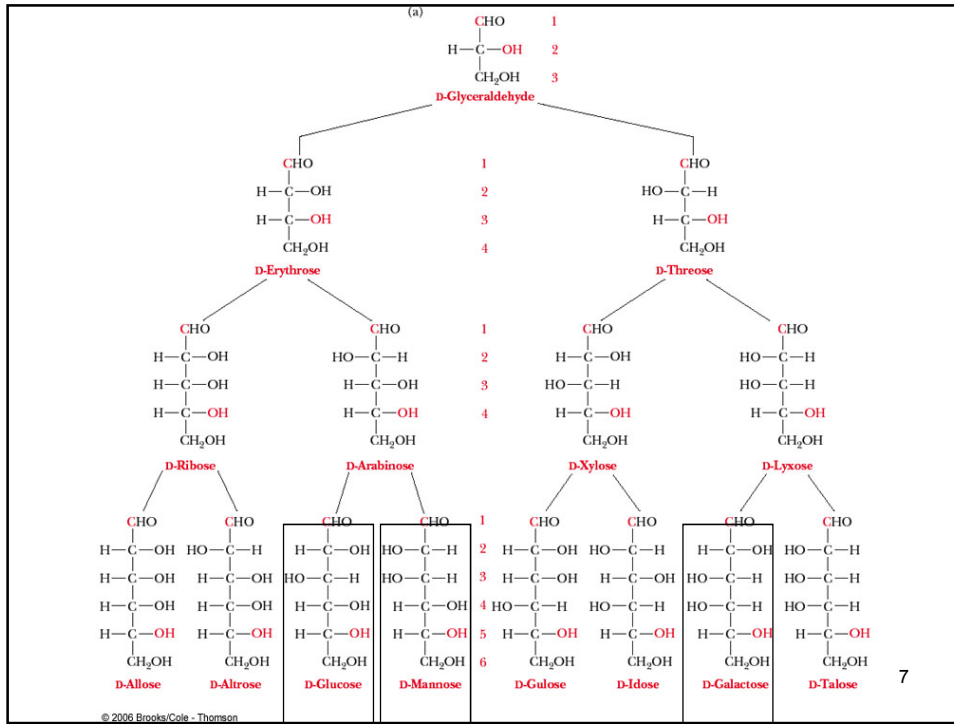 (a)
CHO 1
H—C—OH 2
CH₂OH 3
D-Glyceraldehyde
CHO 1 CHO
H—C—OH 2 HO—C—H
H—C—OH 3 H—C—OH
CH₂OH 4 CH₂OH
D-Erythrose D-Threose
CHO CHO 1 CHO CHO
H—C—OH HO—C—H 2 H—C—OH HO—C—H
H—C—OH H—C—OH 3 HO—C—H HO—C—H
H—C—OH H—C—OH 4 H—C—OH H—C—OH
CH₂OH CH₂OH CH₂OH CH₂OH
D-Ribose D-Arabinose D-Xylose D-Lyxose
CHO CHO CHO CHO 1 CHO CHO CHO CHO
H—C—OH HO—C—H H—C—OH HO—C—H 2 H—C—OH HO—C—H H—C—OH HO—C—H
H—C—OH H—C—OH HO—C—H HO—C—H 3 H—C—OH H—C—OH HO—C—H HO—C—H
H—C—OH H—C—OH H—C—OH H—C—OH 4 HO—C—H HO—C—H HO—C—H HO—C—H
H—C—OH H—C—OH H—C—OH H—C—OH 5 H—C—OH H—C—OH H—C—OH H—C—OH
CH₂OH CH₂OH CH₂OH CH₂OH 6 CH₂OH CH₂OH CH₂OH CH₂OH
D-Allose D-Altrose D-Glucose D-Mannose D-Gulose D-Idose D-Galactose D-Talose
7
© 2006 Brooks/Cole - Thomson